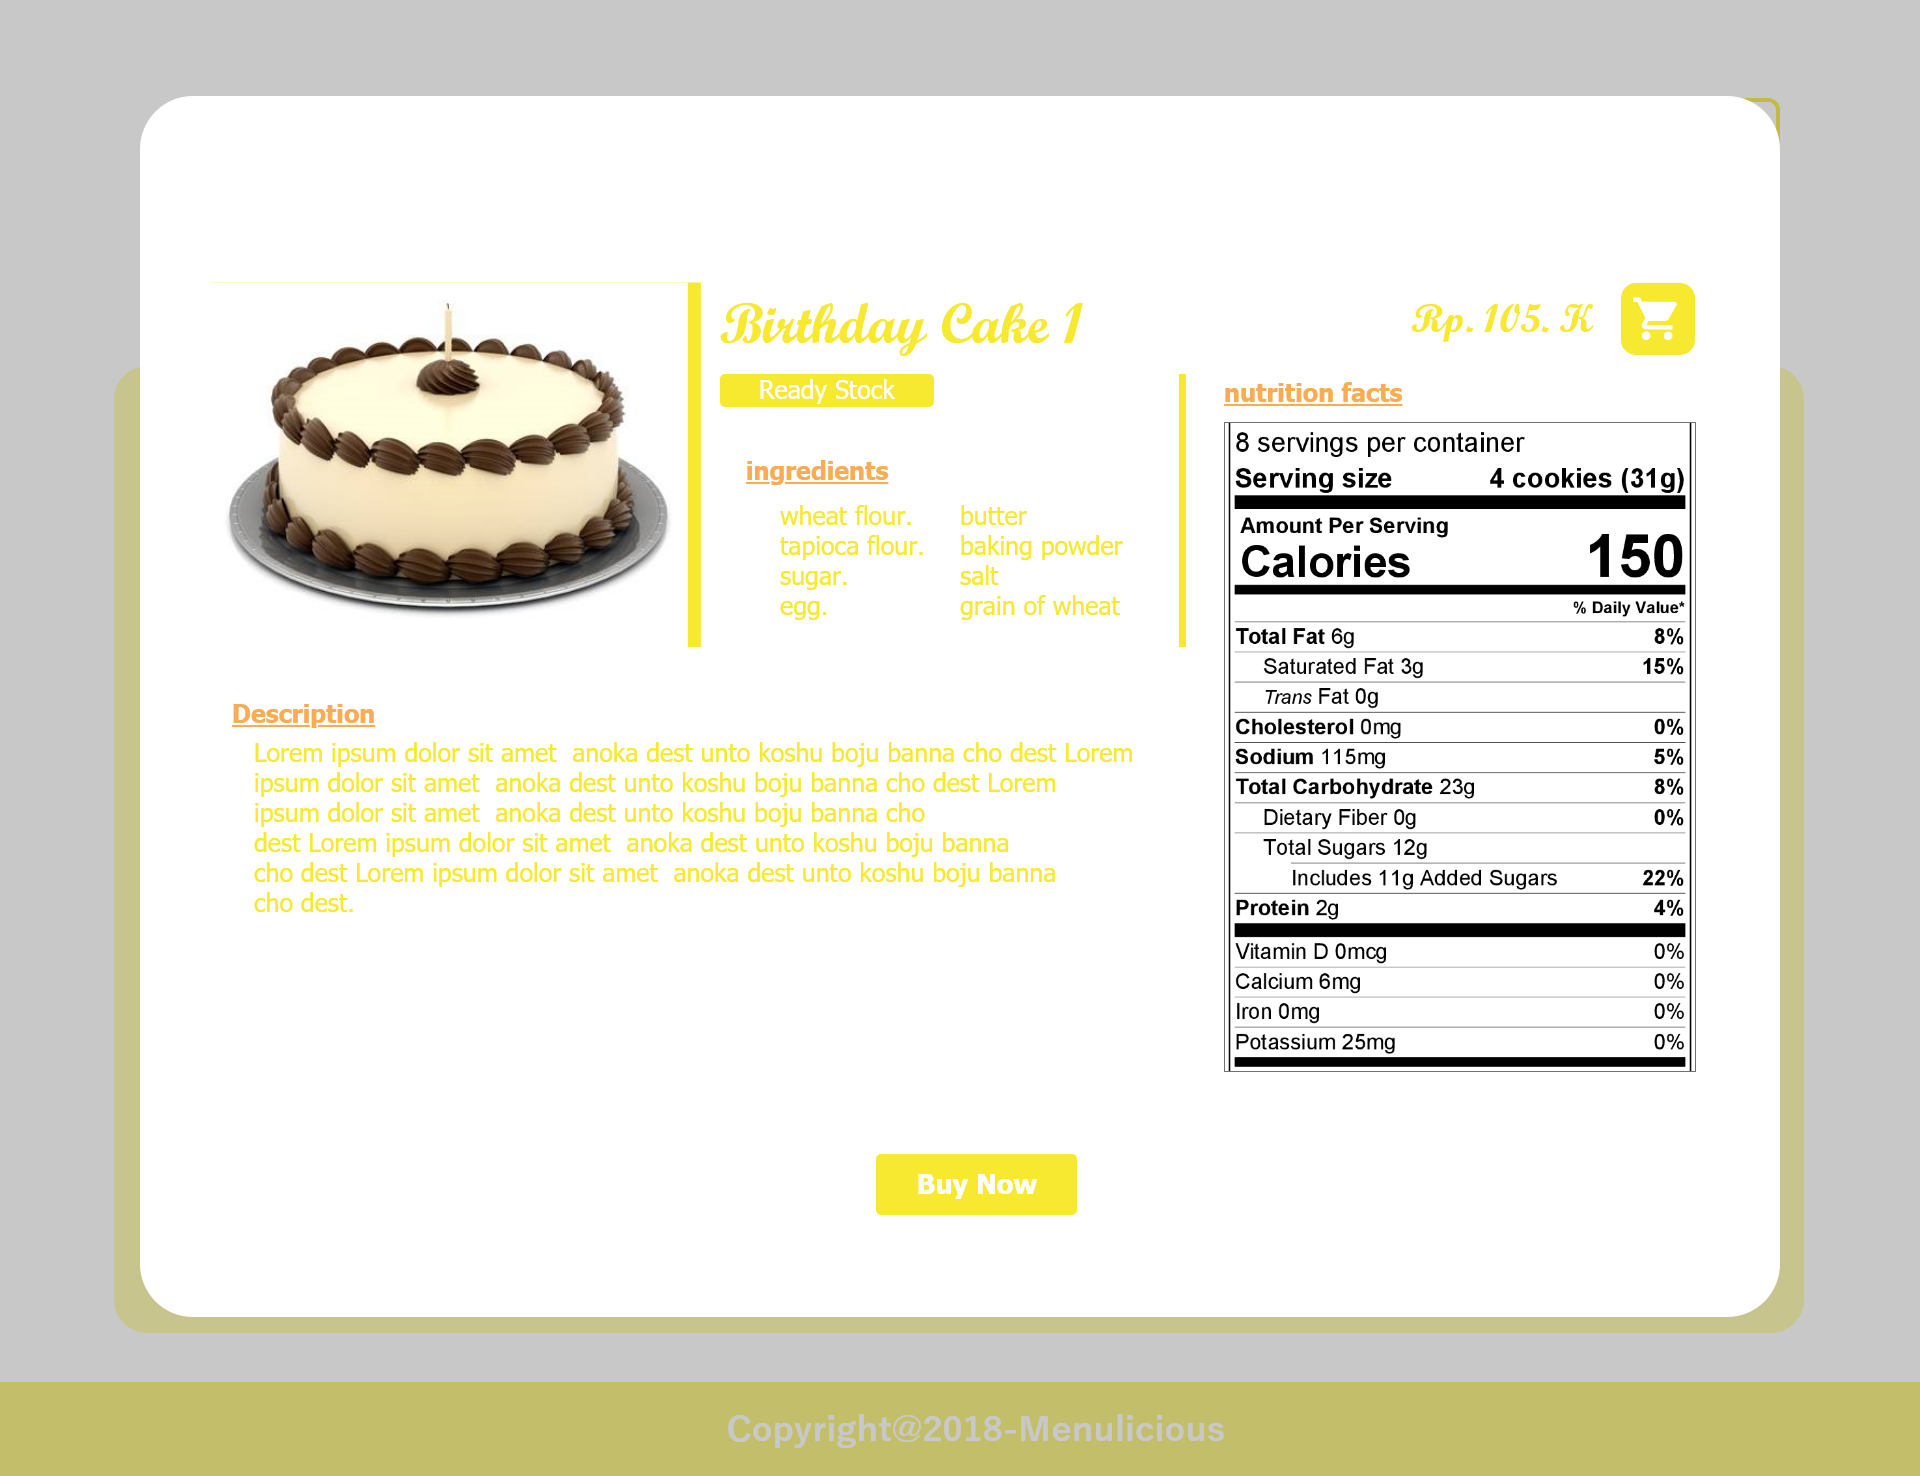 Birthday Cake 1
Rp. 105. K
Ready Stock
ingredients
wheat flour.
tapioca flour.
sugar.
egg.
butter
baking powder
salt
grain of wheat
nutrition facts
8 servings per container
Serving size 4 cookies (31g)
Amount Per Serving
Calories 150
% Daily Value*
Total Fat 6g 8%
Saturated Fat 3g 15%
Trans Fat 0g
Cholesterol 0mg 0%
Sodium 115mg 5%
Total Carbohydrate 23g 8%
Dietary Fiber 0g 0%
Total Sugars 12g
Includes 11g Added Sugars 22%
Protein 2g 4%
Vitamin D 0mcg 0%
Calcium 6mg 0%
Iron 0mg 0%
Potassium 25mg 0%
Description
Lorem ipsum dolor sit amet  anoka dest unto koshu boju banna cho dest Lorem
ipsum dolor sit amet  anoka dest unto koshu boju banna cho dest Lorem
ipsum dolor sit amet  anoka dest unto koshu boju banna cho
dest Lorem ipsum dolor sit amet  anoka dest unto koshu boju banna
cho dest Lorem ipsum dolor sit amet  anoka dest unto koshu boju banna
cho dest.
Buy Now
Copyright@2018-Menulicious